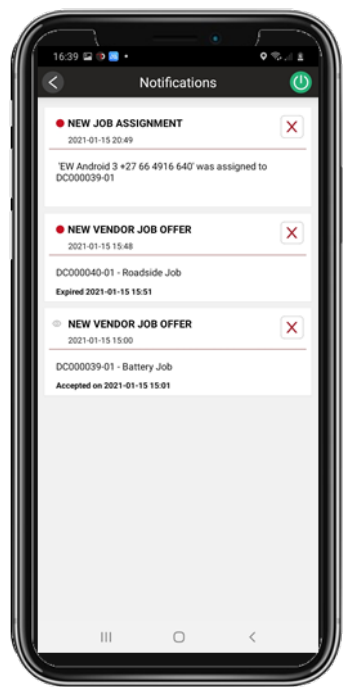 16:39
Notifications
NEW JOB ASSIGNMENT
2021-01-15 20:49
'EW Android 3 +27 66 4916 640' was assigned to
DC000039-01
NEW VENDOR JOB OFFER
2021-01-15 15:48
DC000040-01 - Roadside Job
Expired 2021-01-15 15:51
NEW VENDOR JOB OFFER
2021-01-15 15:00
DC000039-01 - Battery Job
Accepted on 2021-01-15 15:01